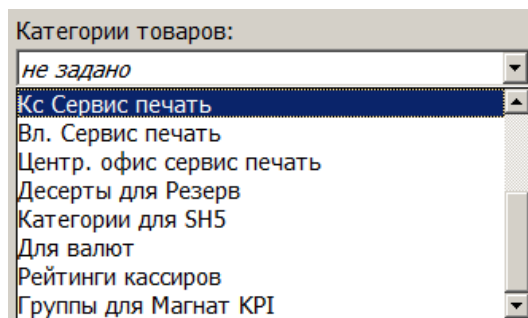 Категории товаров:
не задано
Кс Сервис печать
Вл. Сервис печать
Центр. офис сервис печать
Десерты для Резерв
Категории для SH5
Для валют
Рейтинги кассиров
Группы для Магнат KPI